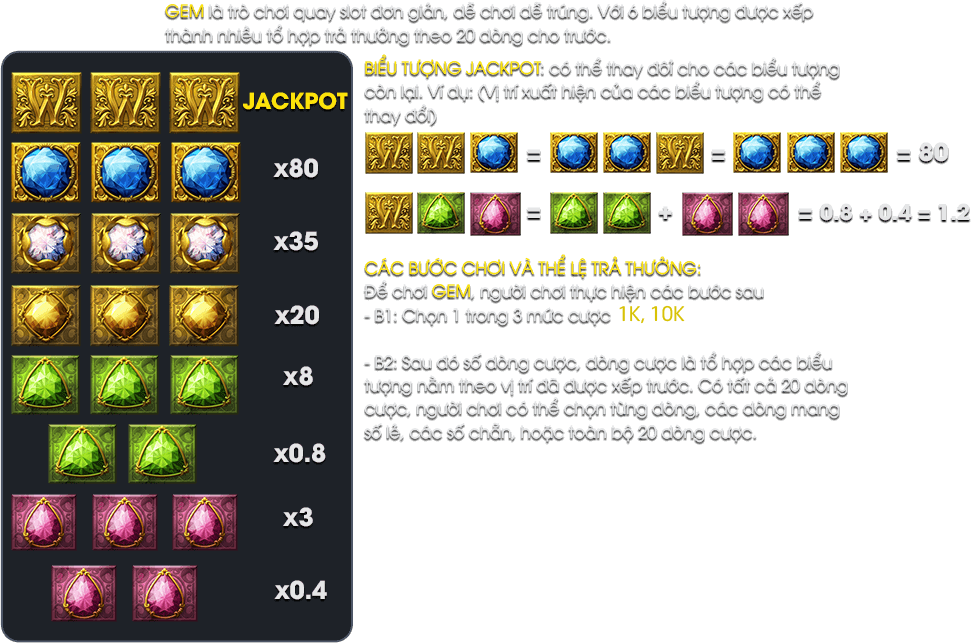 GEM là trò chơi quay slot đơn giản, dễ chơi dễ trúng. Với 6 biểu tượng được xếp
thành nhiều tổ hợp trả thưởng theo 20 dòng cho trước.
W W W JACKPOT
x80
x35
x20
x8
x0.8
x3
x0.4
BIỂU TƯỢNG JACKPOT: có thể thay đổi cho các biểu tượng
còn lại. Ví dụ: (Vị trí xuất hiện của các biểu tượng có thể
thay đổi)
W W = W = = 80
W = + = 0.8 + 0.4 = 1.2
CÁC BƯỚC CHƠI VÀ THỂ LỆ TRẢ THƯỞNG:
Để chơi GEM, người chơi thực hiện các bước sau
- B1: Chọn 1 trong 3 mức cược 1K, 10K
- B2: Sau đó số dòng cược, dòng cược là tổ hợp các biểu
tượng nằm theo vị trí đã được xếp trước. Có tất cả 20 dòng
cược, người chơi có thể chọn từng dòng, các dòng mang
số lẻ, các số chẵn, hoặc toàn bộ 20 dòng cược.